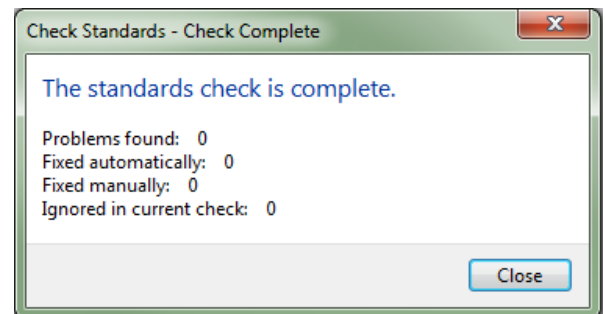 Check Standards - Check Complete
The standards check is complete.
Problems found: 0
Fixed automatically: 0
Fixed manually: 0
Ignored in current check: 0
Close